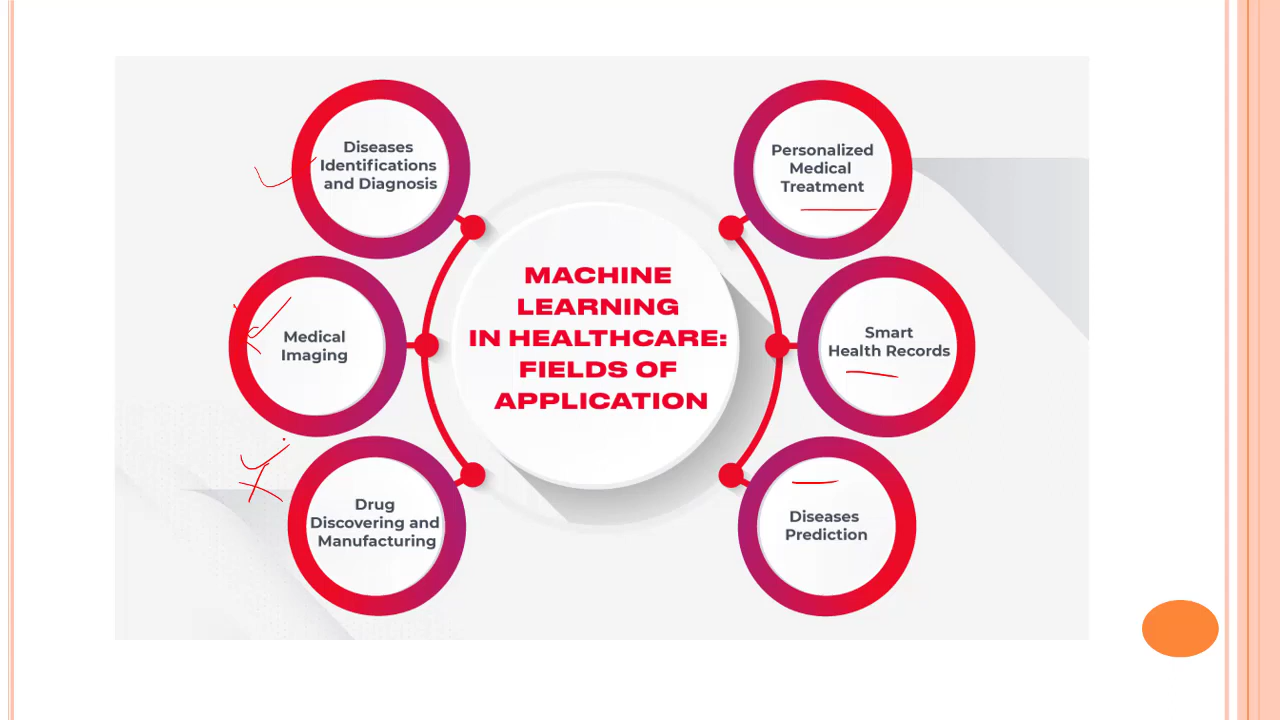 Diseases
Identifications
and Diagnosis
Medical
Imaging
Drug
Discovering and
Manufacturing
MACHINE
LEARNING
IN HEALTHCARE:
FIELDS OF
APPLICATION
Personalized
Medical
Treatment
Smart
Health Records
Diseases
Prediction